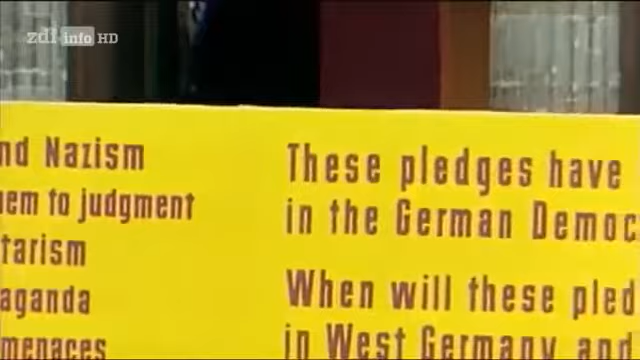 zdf info HD
nd Nazism
em to judgment
tarism
aganda
menaces
These pledges have
in the German Democ
When will these pled
in West Germany and